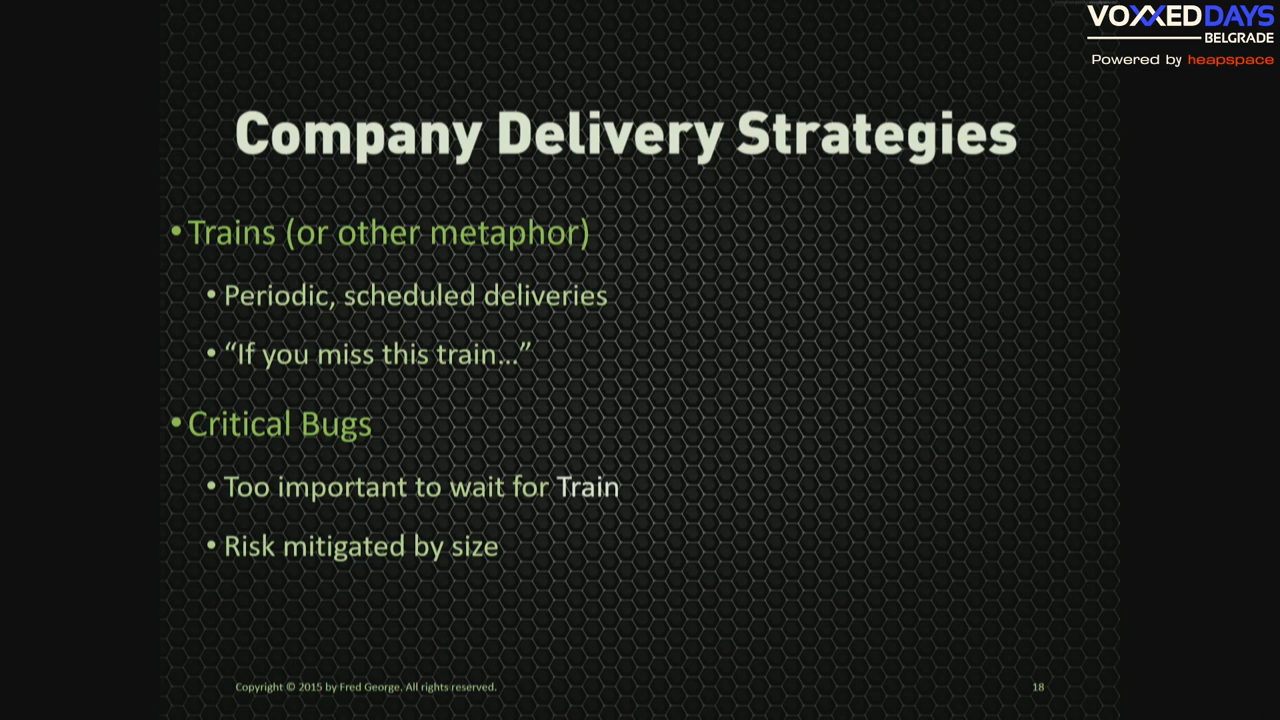 VOXXED DAYS
BELGRADE
Powered by heapspace
Company Delivery Strategies
• Trains (or other metaphor)
• Periodic, scheduled deliveries
• “If you miss this train...”
• Critical Bugs
• Too important to wait for Train
• Risk mitigated by size
Copyright © 2015 by Fred George. All rights reserved.
18